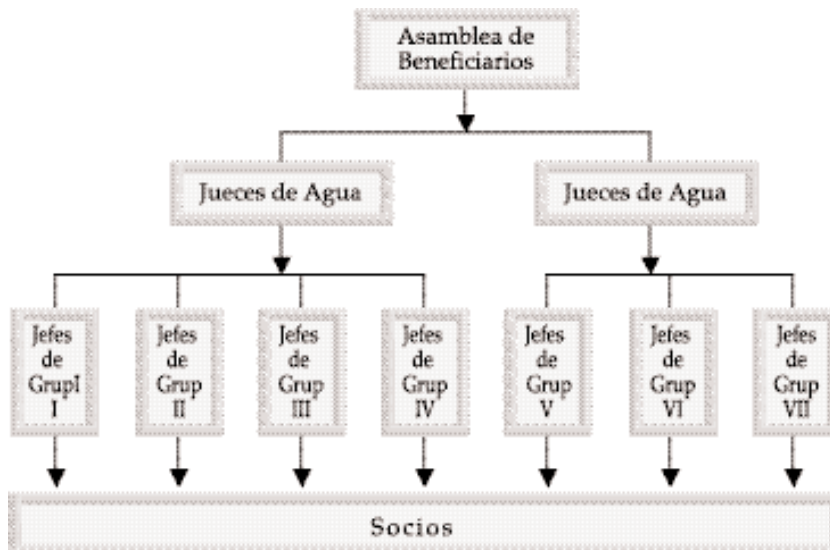 Asamblea de
Beneficiarios
Jueces de Agua
Jueces de Agua
Jefes
de
GrupI
I
Jefes
de
Grup
II
Jefes
de
Grup
III
Jefes
de
Grup
IV
Jefes
de
Grup
V
Jefes
de
Grup
VI
Jefes
de
Grup
VII
Socios